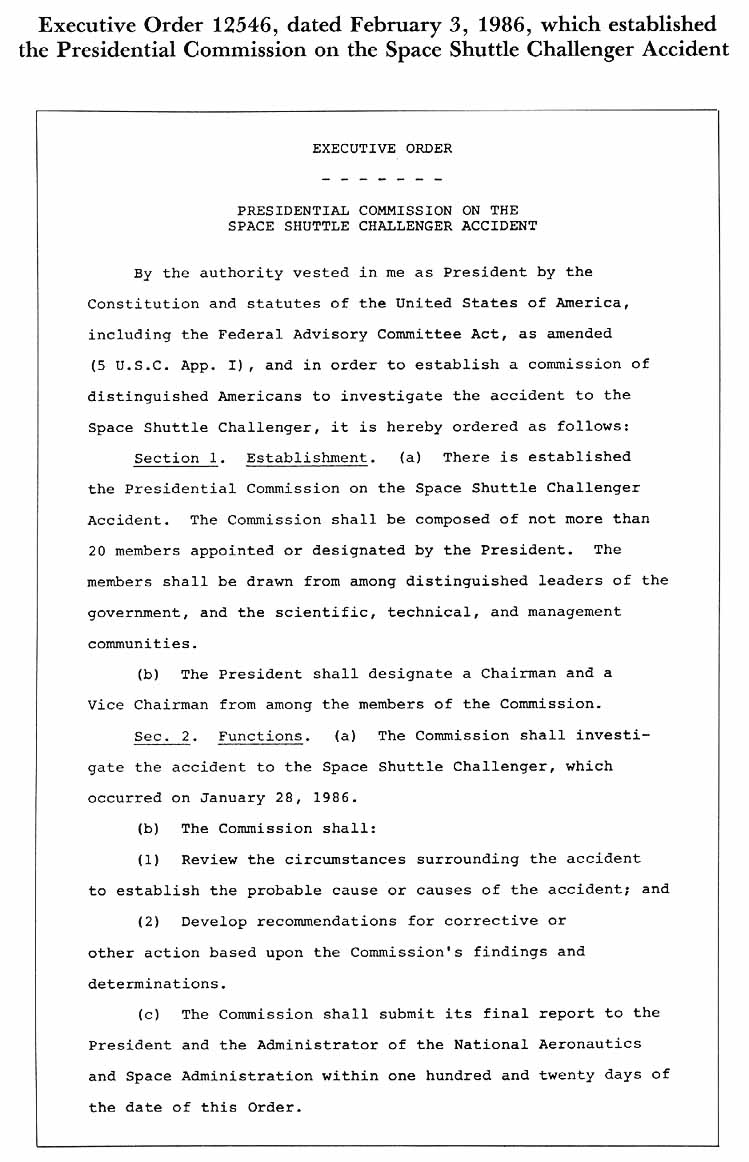 Executive Order 12546, dated February 3, 1986, which established
the Presidential Commission on the Space Shuttle Challenger Accident
EXECUTIVE ORDER
- - - - - - -
PRESIDENTIAL COMMISSION ON THE
SPACE SHUTTLE CHALLENGER ACCIDENT
By the authority vested in me as President by the
Constitution and statutes of the United States of America,
including the Federal Advisory Committee Act, as amended
(5 U.S.C. App. I), and in order to establish a commission of
distinguished Americans to investigate the accident to the
Space Shuttle Challenger, it is hereby ordered as follows:
Section 1. Establishment. (a) There is established
the Presidential Commission on the Space Shuttle Challenger
Accident. The Commission shall be composed of not more than
20 members appointed or designated by the President. The
members shall be drawn from among distinguished leaders of the
government, and the scientific, technical, and management
communities.
(b) The President shall designate a Chairman and a
Vice Chairman from among the members of the Commission.
Sec. 2. Functions. (a) The Commission shall investi-
gate the accident to the Space Shuttle Challenger, which
occurred on January 28, 1986.
(b) The Commission shall:
(1) Review the circumstances surrounding the accident
to establish the probable cause or causes of the accident; and
(2) Develop recommendations for corrective or
other action based upon the Commission's findings and
determinations.
(c) The Commission shall submit its final report to the
President and the Administrator of the National Aeronautics
and Space Administration within one hundred and twenty days of
the date of this Order.